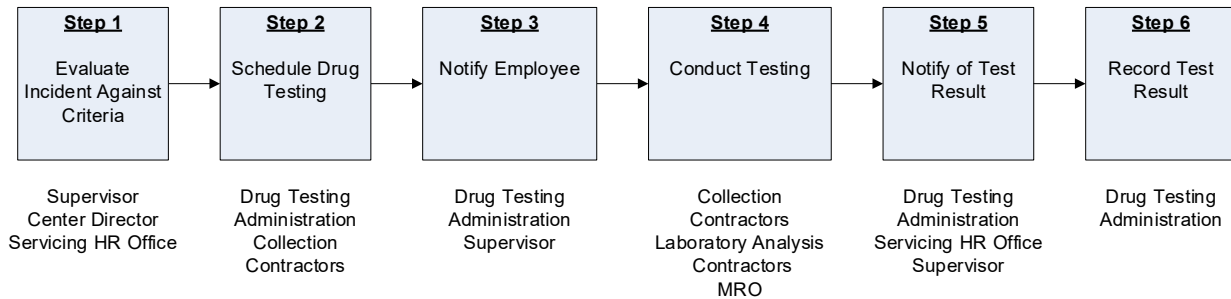 Step 1
Evaluate
Incident Against
Criteria
Step 2
Schedule Drug
Testing
Step 3
Notify Employee
Step 4
Conduct Testing
Step 5
Notify of Test
Result
Step 6
Record Test
Result
Supervisor
Center Director
Servicing HR Office
Drug Testing
Administration
Collection
Contractors
Drug Testing
Administration
Supervisor
Collection
Contractors
Laboratory Analysis
Contractors
MRO
Drug Testing
Administration
Servicing HR Office
Supervisor
Drug Testing
Administration